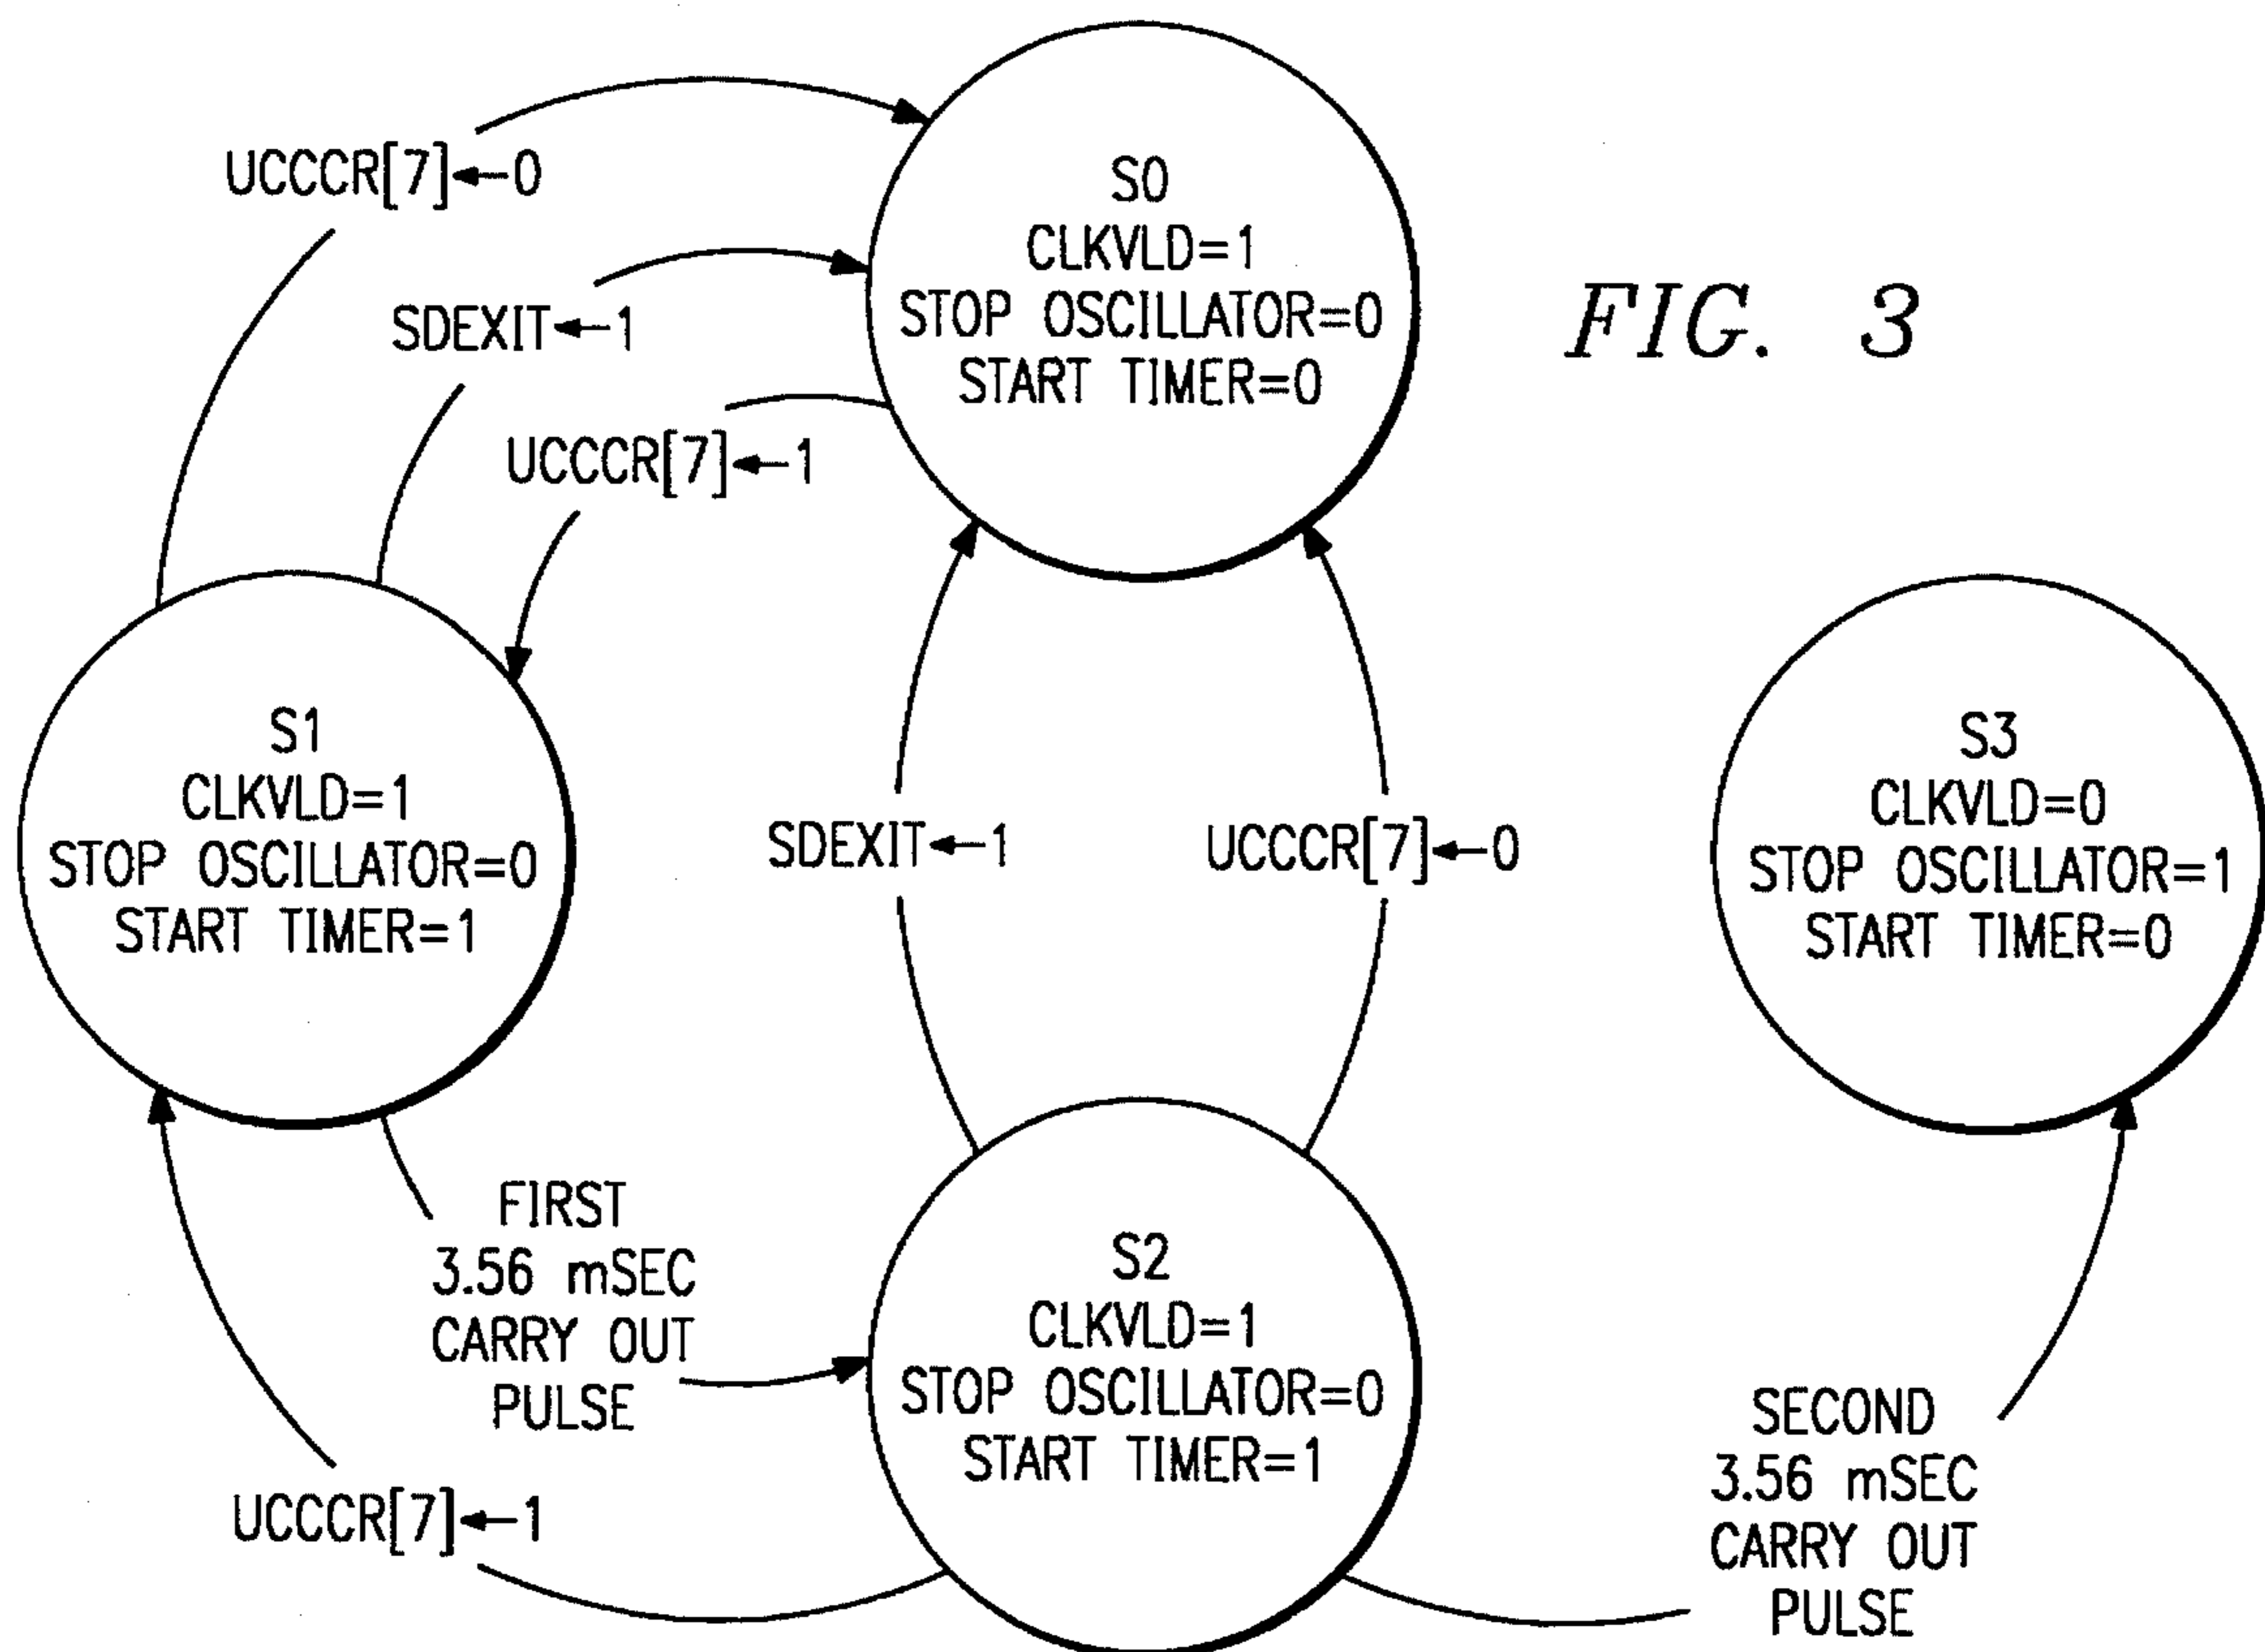 UCCCR[7]←0
SDEXIT←1
UCCCR[7]←1
S0
CLKVLD=1
STOP OSCILLATOR=0
START TIMER=0
FIG. 3
S1
CLKVLD=1
STOP OSCILLATOR=0
START TIMER=1
SDEXIT←1
UCCCR[7]←0
S3
CLKVLD=0
STOP OSCILLATOR=1
START TIMER=0
FIRST
3.56 mSEC
CARRY OUT
PULSE
UCCCR[7]←1
S2
CLKVLD=1
STOP OSCILLATOR=0
START TIMER=1
SECOND
3.56 mSEC
CARRY OUT
PULSE